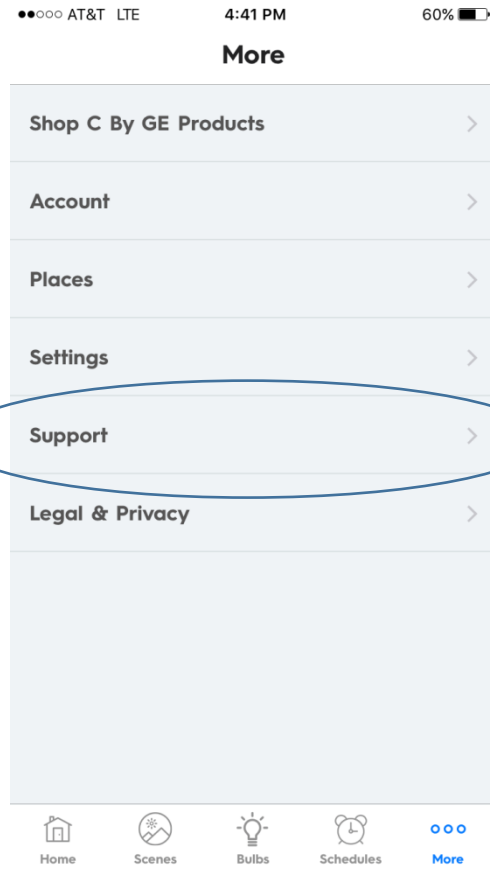 AT&T LTE 4:41 PM 60%
More
Shop C By GE Products
Account
Places
Settings
Support
Legal & Privacy
Home Scenes Bulbs Schedules More